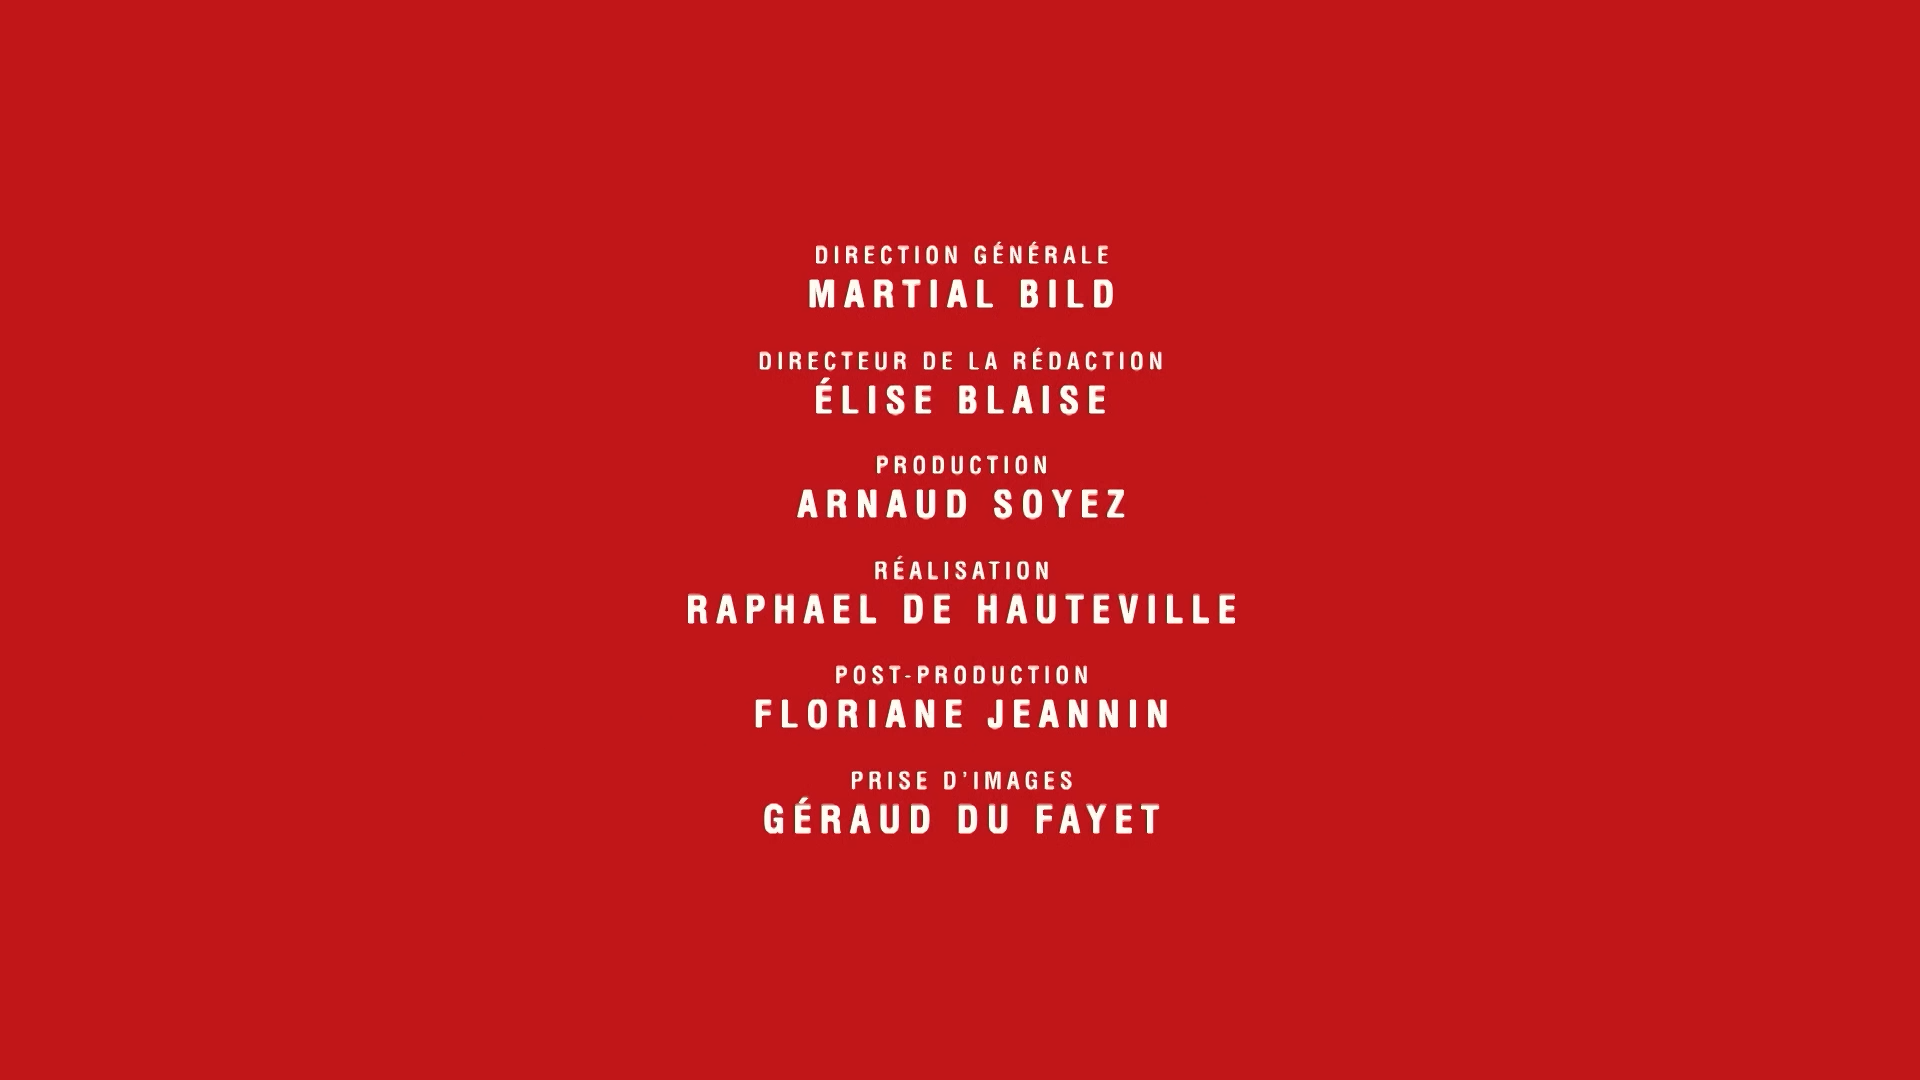 DIRECTION GÉNÉRALE
MARTIAL BILD
DIRECTEUR DE LA RÉDACTION
ÉLISE BLAISE
PRODUCTION
ARNAUD SOYEZ
RÉALISATION
RAPHAEL DE HAUTEVILLE
POST-PRODUCTION
FLORIANE JEANNIN
PRISE D'IMAGES
GÉRAUD DU FAYET